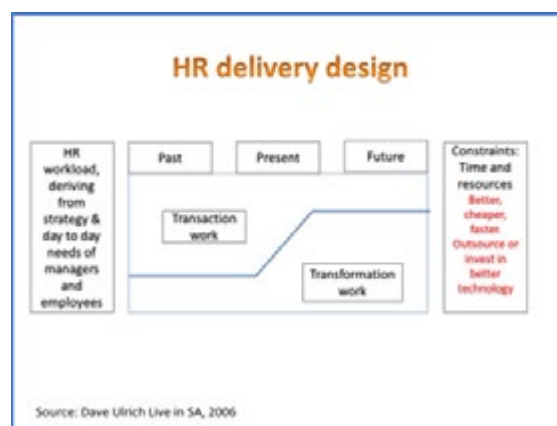 HR delivery design
HR
workload,
deriving
from
strategy &
day to day
needs of
managers
and
employees
Past
Present
Future
Transaction
work
Transformation
work
Constraints:
Time and
resources
Better,
cheaper,
faster
Outsource or
invest in
better
technology
Source: Dave Ulrich Live in SA, 2006